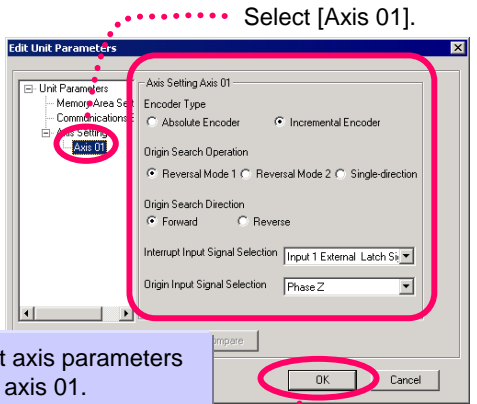 Select [Axis 01].
Edit Unit Parameters
Unit Parameters
Memory Area Set
Communications
Axis Setting
Axis 01
Axis Setting Axis 01
Encoder Type
Absolute Encoder Incremental Encoder
Origin Search Operation
Reversal Mode 1 Reversal Mode 2 Single-direction
Origin Search Direction
Forward Reverse
Interrupt Input Signal Selection Input 1 External Latch Si
Origin Input Signal Selection Phase Z
ompare
t axis parameters
axis 01.
OK Cancel